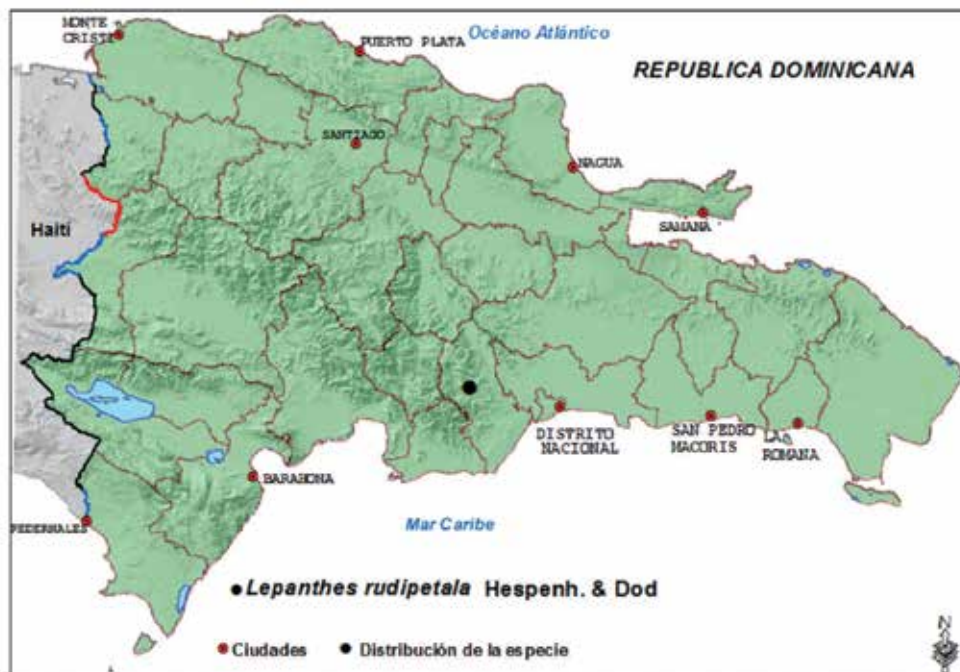 MONTE
CRISTI
PUERTO PLATA
Océano Atlántico
REPUBLICA DOMINICANA
SANTIAGO
NAGUA
SAMANA
Haití
DISTRITO
NACIONAL
SAN PEDRO
MACORIS
LA
ROMANA
BARAHONA
PEDERNALES
Mar Caribe
Lepanthes rudipetala Hespenh. & Dod
Ciudades
Distribución de la especie
N